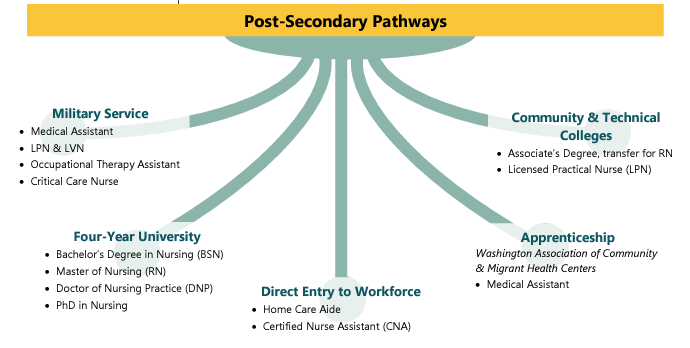 Post-Secondary Pathways
Military Service
• Medical Assistant
• LPN & LVN
• Occupational Therapy Assistant
• Critical Care Nurse
Community & Technical
Colleges
• Associate's Degree, transfer for RN
• Licensed Practical Nurse (LPN)
Four-Year University
• Bachelor's Degree in Nursing (BSN)
• Master of Nursing (RN)
• Doctor of Nursing Practice (DNP)
• PhD in Nursing
Direct Entry to Workforce
• Home Care Aide
• Certified Nurse Assistant (CNA)
Apprenticeship
Washington Association of Community
& Migrant Health Centers
• Medical Assistant